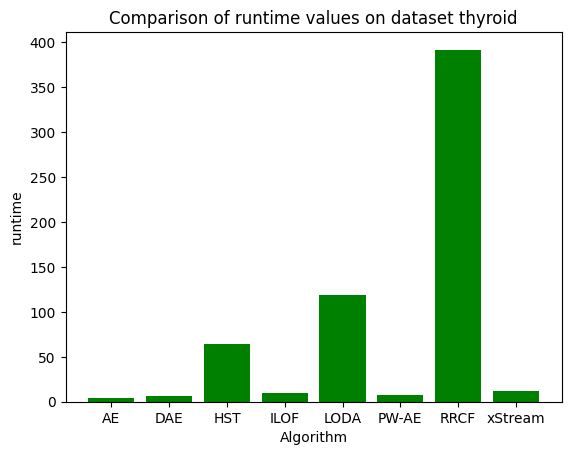 Comparison of runtime values on dataset thyroid
400
350
300
250
200
150
100
50
0
runtime
AE DAE HST ILOF LODA PW-AE RRCF xStream
Algorithm